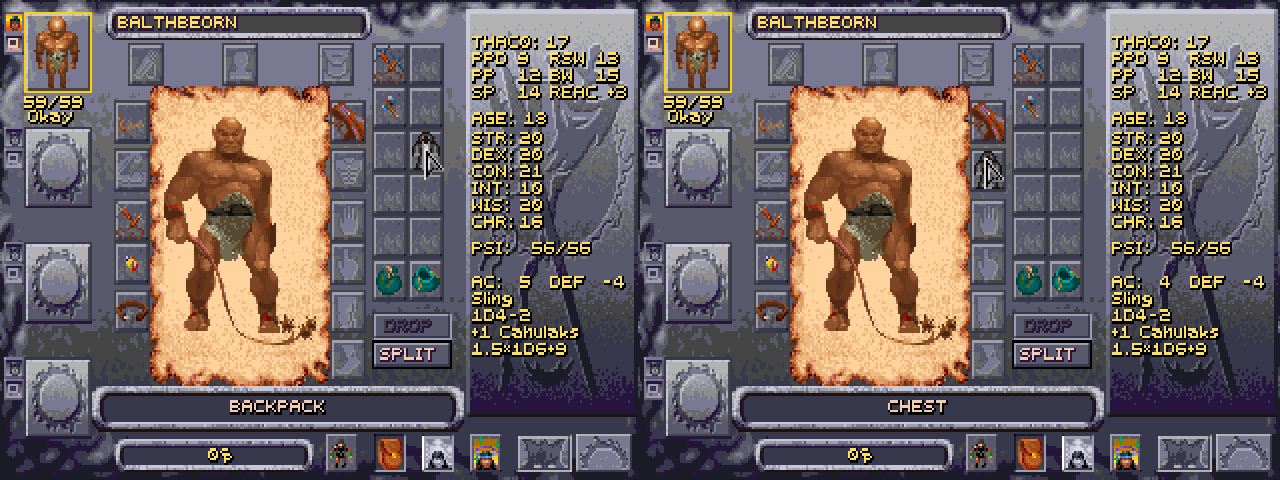 BALTHBEORN
59/59
Okay
THAC0: 17
PPD 9 RSW 13
PP 12 BW 15
SP 14 REAC +3
AGE: 18
STR: 20
DEX: 20
CON: 21
INT: 10
WIS: 20
CHR: 16
PSI: 56/56
AC: 5 DEF -4
Sling
1D4-2
+1 Cahulaks
1.5*1D6+9
DROP
SPLIT
BACKPACK
0
BALTHBEORN
59/59
Okay
THAC0: 17
PPD 9 RSW 13
PP 12 BW 15
SP 14 REAC +3
AGE: 18
STR: 20
DEX: 20
CON: 21
INT: 10
WIS: 20
CHR: 16
PSI: 56/56
AC: 4 DEF -4
Sling
1D4-2
+1 Cahulaks
1.5*1D6+9
DROP
SPLIT
CHEST
0